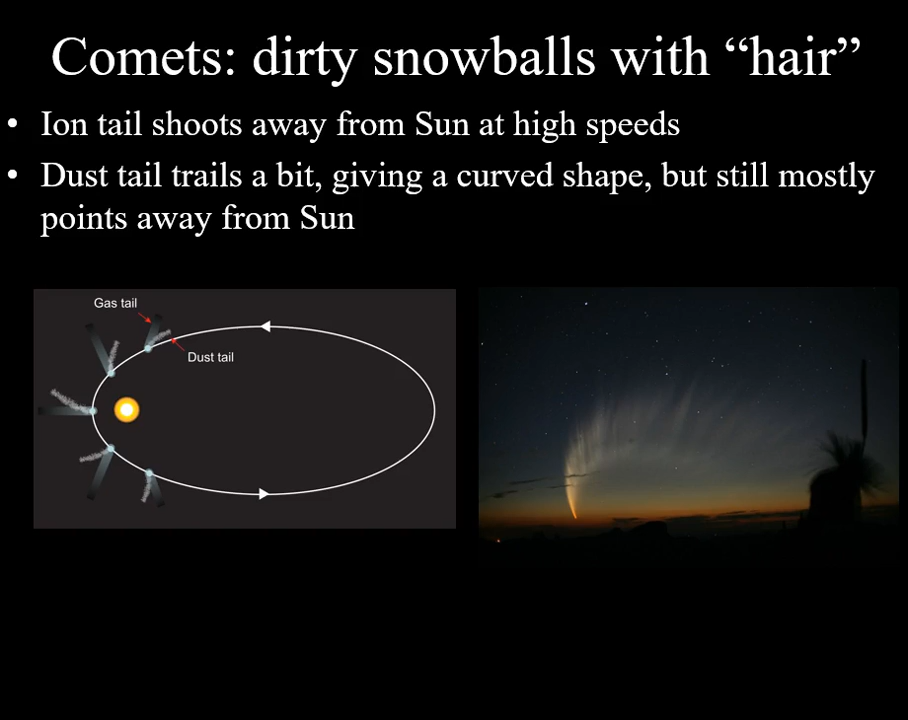 Comets: dirty snowballs with “hair”
• Ion tail shoots away from Sun at high speeds
• Dust tail trails a bit, giving a curved shape, but still mostly
points away from Sun
Gas tail
Dust tail